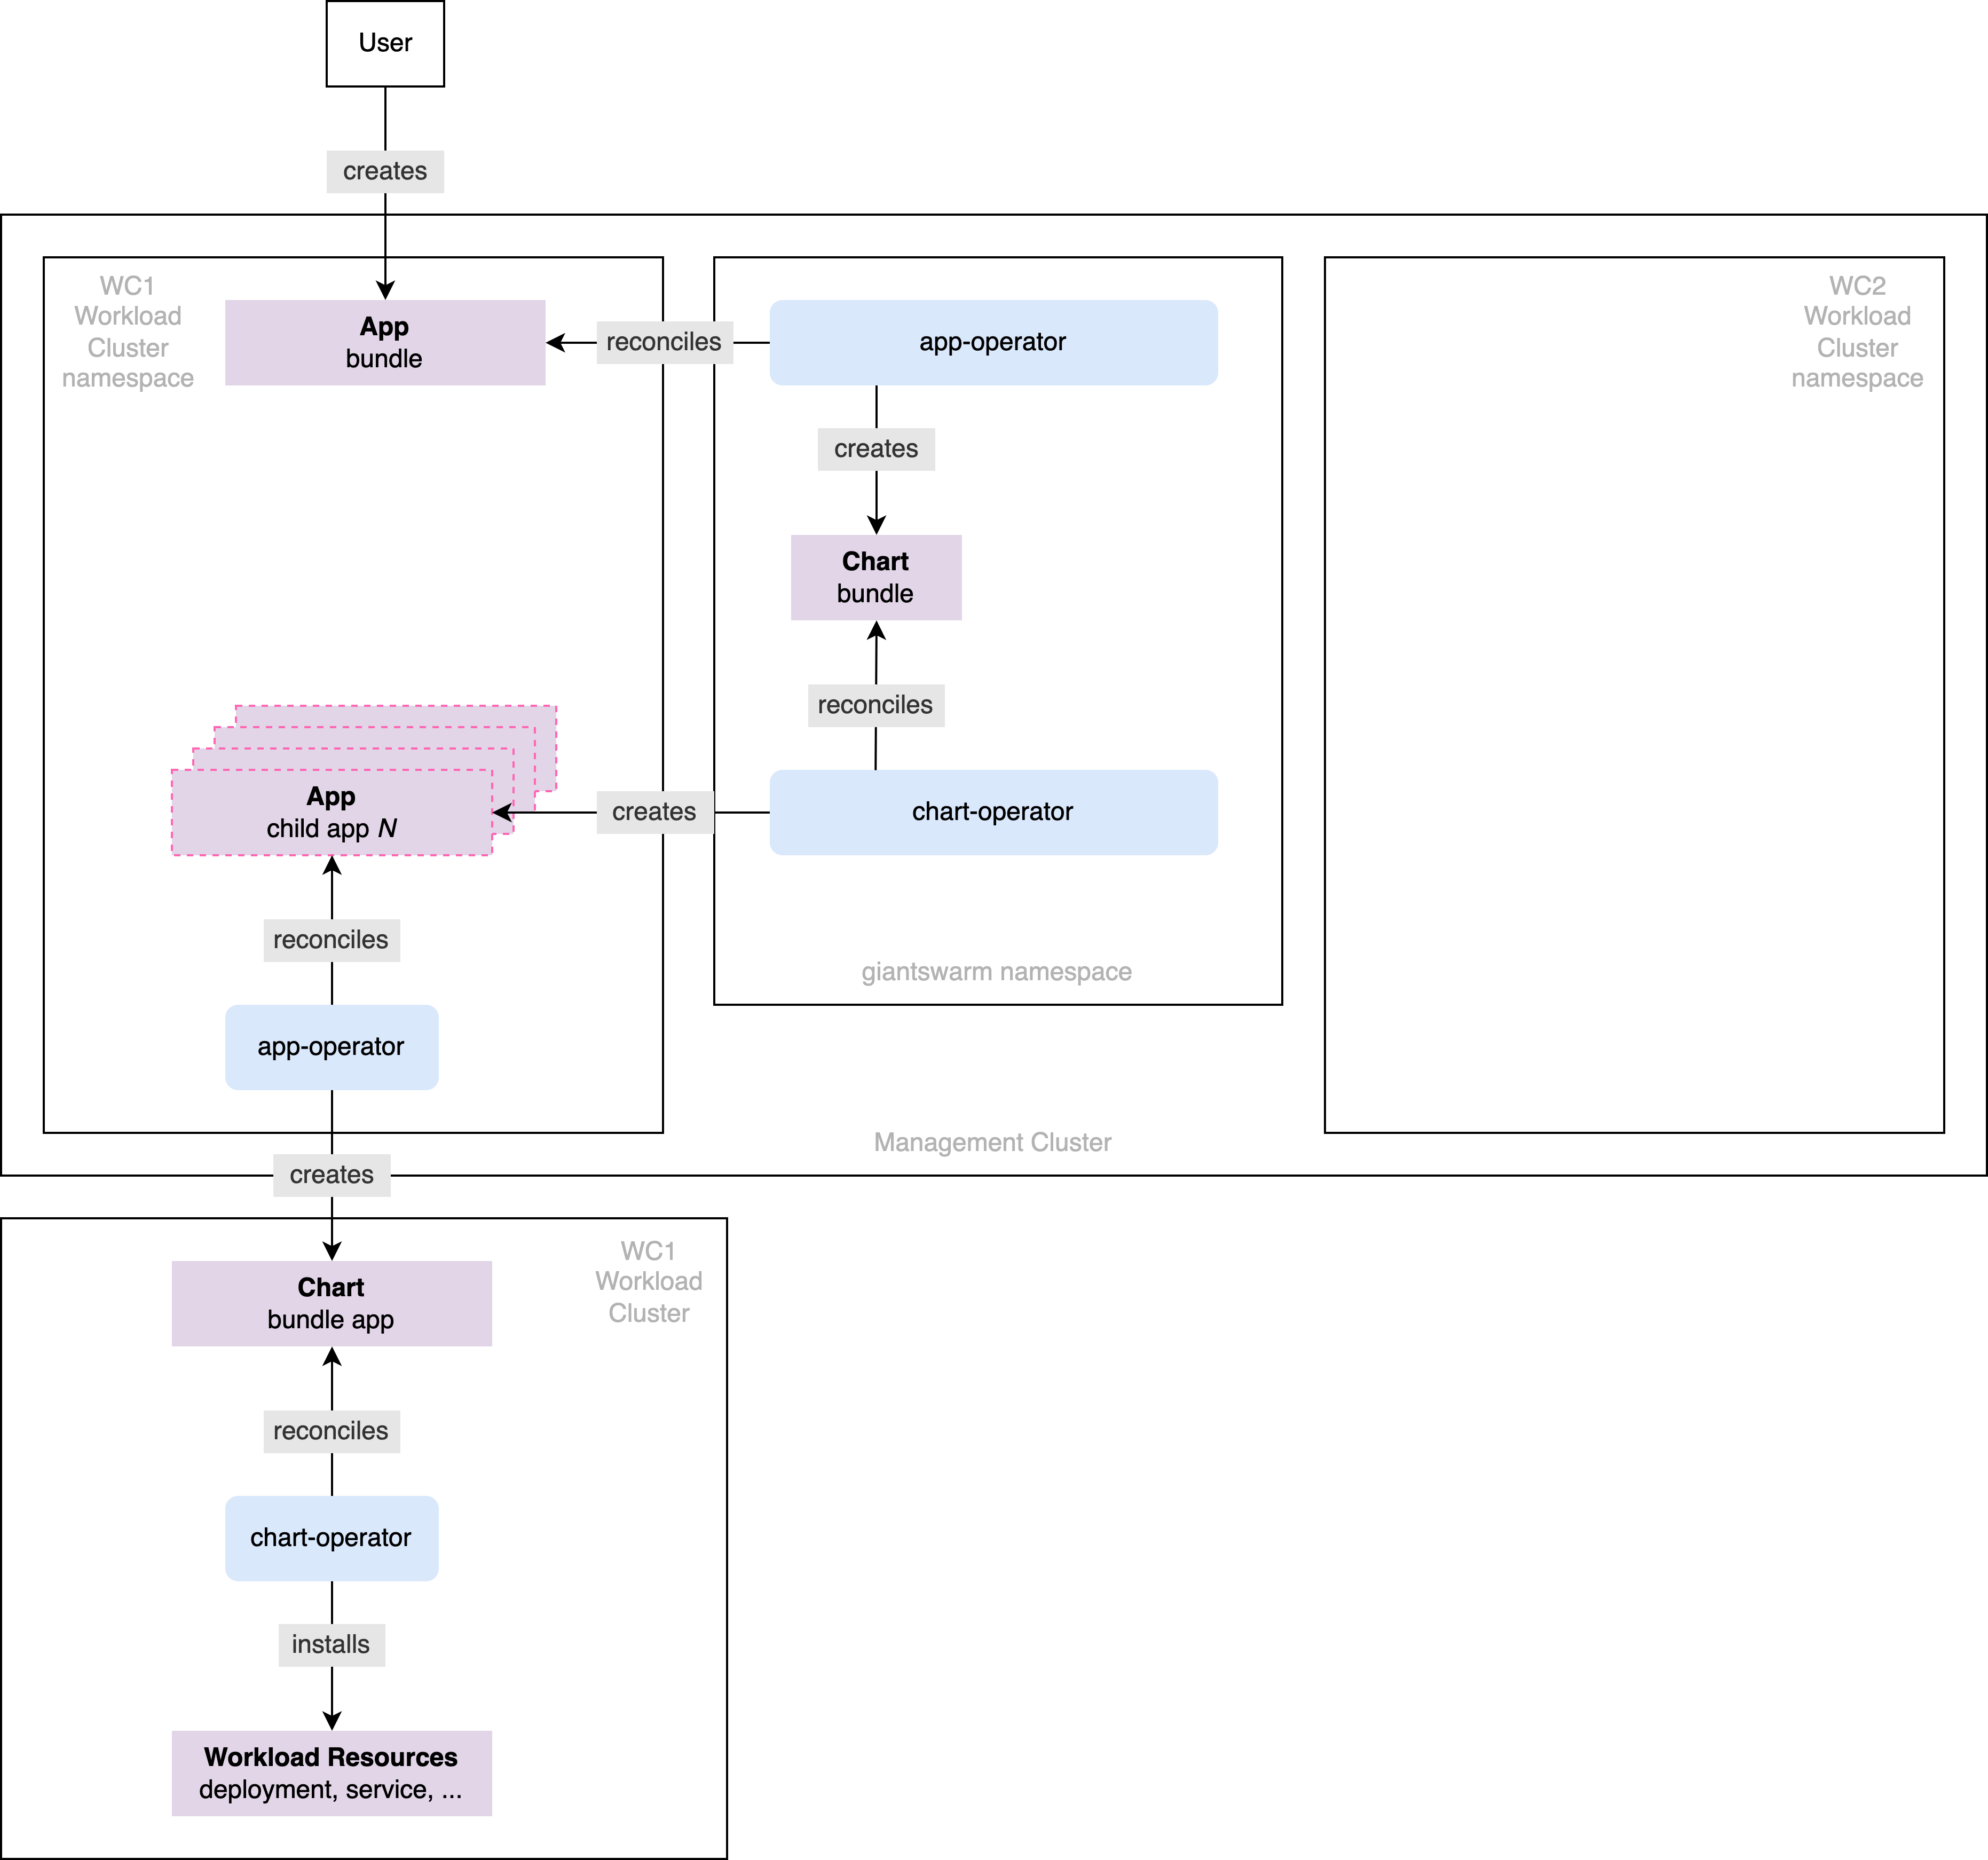 User
creates
WC1
Workload
Cluster
namespace
App
bundle
reconciles
app-operator
creates
Chart
bundle
reconciles
chart-operator
creates
App
child app N
reconciles
app-operator
creates
giantswarm namespace
Management Cluster
WC2
Workload
Cluster
namespace
WC1
Workload
Cluster
Chart
bundle app
reconciles
chart-operator
installs
Workload Resources
deployment, service, ...